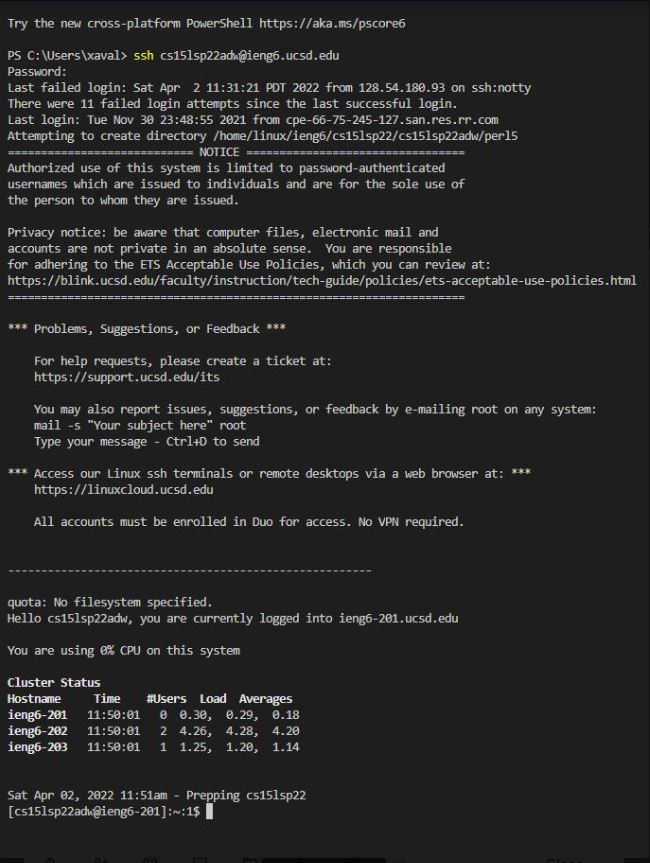 Try the new cross-platform PowerShell https://aka.ms/pscore6
PS C:\Users\xaval> ssh cs15lsp22adw@ieng6.ucsd.edu
Password:
Last failed login: Sat Apr  2 11:31:21 PDT 2022 from 128.54.180.93 on ssh:notty
There were 11 failed login attempts since the last successful login.
Last login: Tue Nov 30 23:48:55 2021 from cpe-66-75-245-127.san.res.rr.com
Attempting to create directory /home/linux/ieng6/cs15lsp22/cs15lsp22adw/perl5
============================ NOTICE =================================
Authorized use of this system is limited to password-authenticated
usernames which are issued to individuals and are for the sole use of
the person to whom they are issued.
Privacy notice: be aware that computer files, electronic mail and
accounts are not private in an absolute sense.  You are responsible
for adhering to the ETS Acceptable Use Policies, which you can review at:
https://blink.ucsd.edu/faculty/instruction/tech-guide/policies/ets-acceptable-use-policies.html
=====================================================================
*** Problems, Suggestions, or Feedback ***
For help requests, please create a ticket at:
https://support.ucsd.edu/its
You may also report issues, suggestions, or feedback by e-mailing root on any system:
mail -s "Your subject here" root
Type your message - Ctrl+D to send
*** Access our Linux ssh terminals or remote desktops via a web browser at: ***
https://linuxcloud.ucsd.edu
All accounts must be enrolled in Duo for access. No VPN required.
-------------------------------------------------------
quota: No filesystem specified.
Hello cs15lsp22adw, you are currently logged into ieng6-201.ucsd.edu
You are using 0% CPU on this system
Cluster Status
Hostname     Time    #Users  Load  Averages
ieng6-201   11:50:01   0  0.30,  0.29,  0.18
ieng6-202   11:50:01   2  4.26,  4.28,  4.20
ieng6-203   11:50:01   1  1.25,  1.20,  1.14
Sat Apr 02, 2022 11:51am - Prepping cs15lsp22
[cs15lsp22adw@ieng6-201]:~:1$